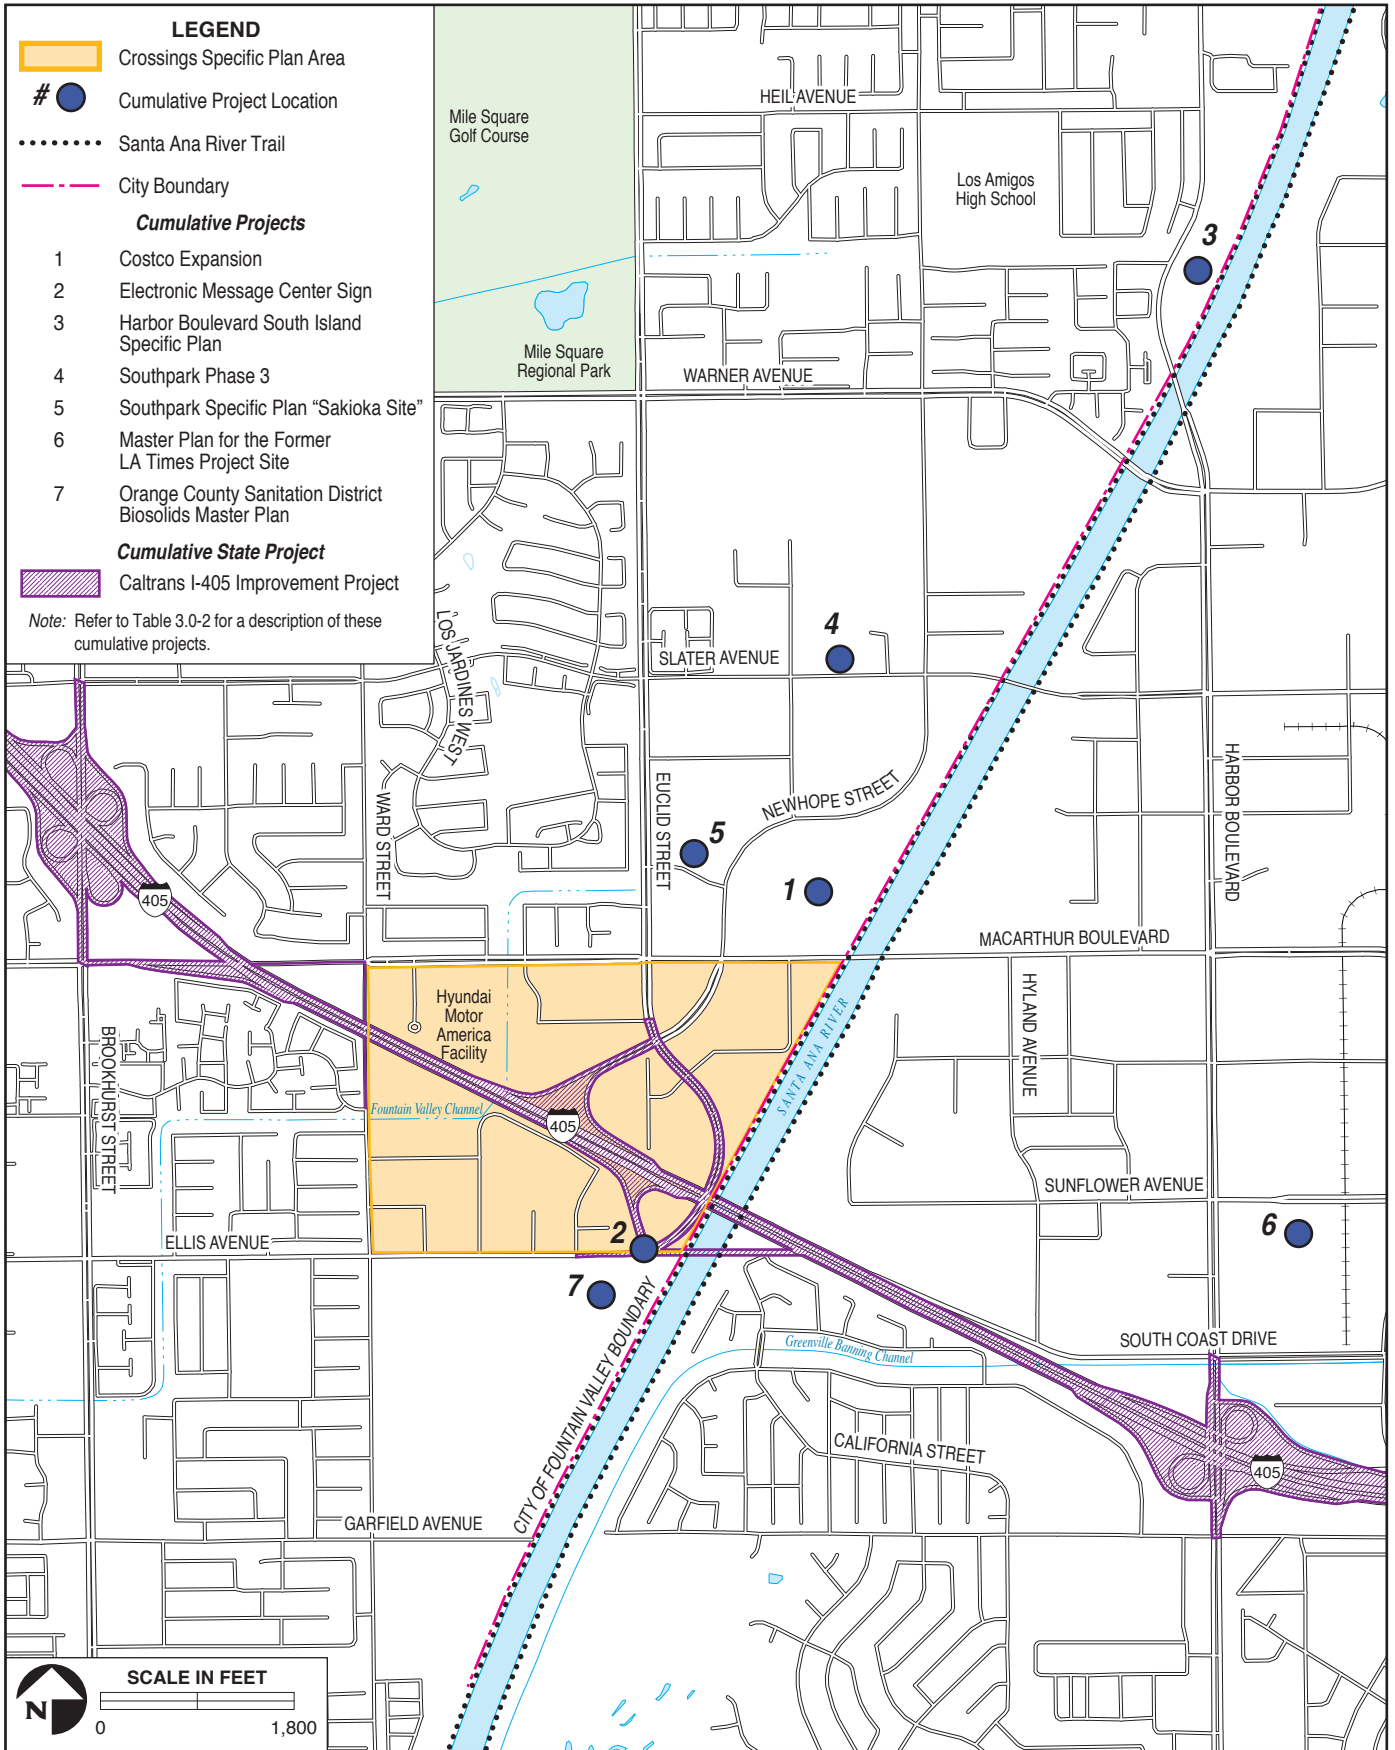 LEGEND
Crossings Specific Plan Area
# Cumulative Project Location
Santa Ana River Trail
City Boundary
Cumulative Projects
1 Costco Expansion
2 Electronic Message Center Sign
3 Harbor Boulevard South Island
Specific Plan
4 Southpark Phase 3
5 Southpark Specific Plan “Sakioka Site”
6 Master Plan for the Former
LA Times Project Site
7 Orange County Sanitation District
Biosolids Master Plan
Cumulative State Project
Caltrans I-405 Improvement Project
Note: Refer to Table 3.0-2 for a description of these
cumulative projects.
Mile Square
Golf Course
HEIL AVENUE
Los Amigos
High School
3
Mile Square
Regional Park
WARNER AVENUE
LOS JARDINES WEST
4
SLATER AVENUE
WARD STREET
EUCLID STREET
NEWHOPE STREET
HARBOR BOULEVARD
5
1
405
MACARTHUR BOULEVARD
Hyundai
Motor
America
Facility
HYLAND AVENUE
BROOKHURST STREET
SANTA ANA RIVER
Fountain Valley Channel
405
SUNFLOWER AVENUE
ELLIS AVENUE
2
6
7
CITY OF FOUNTAIN VALLEY BOUNDARY
SOUTH COAST DRIVE
Greenville Banning Channel
CALIFORNIA STREET
405
GARFIELD AVENUE
N
SCALE IN FEET
0 1,800